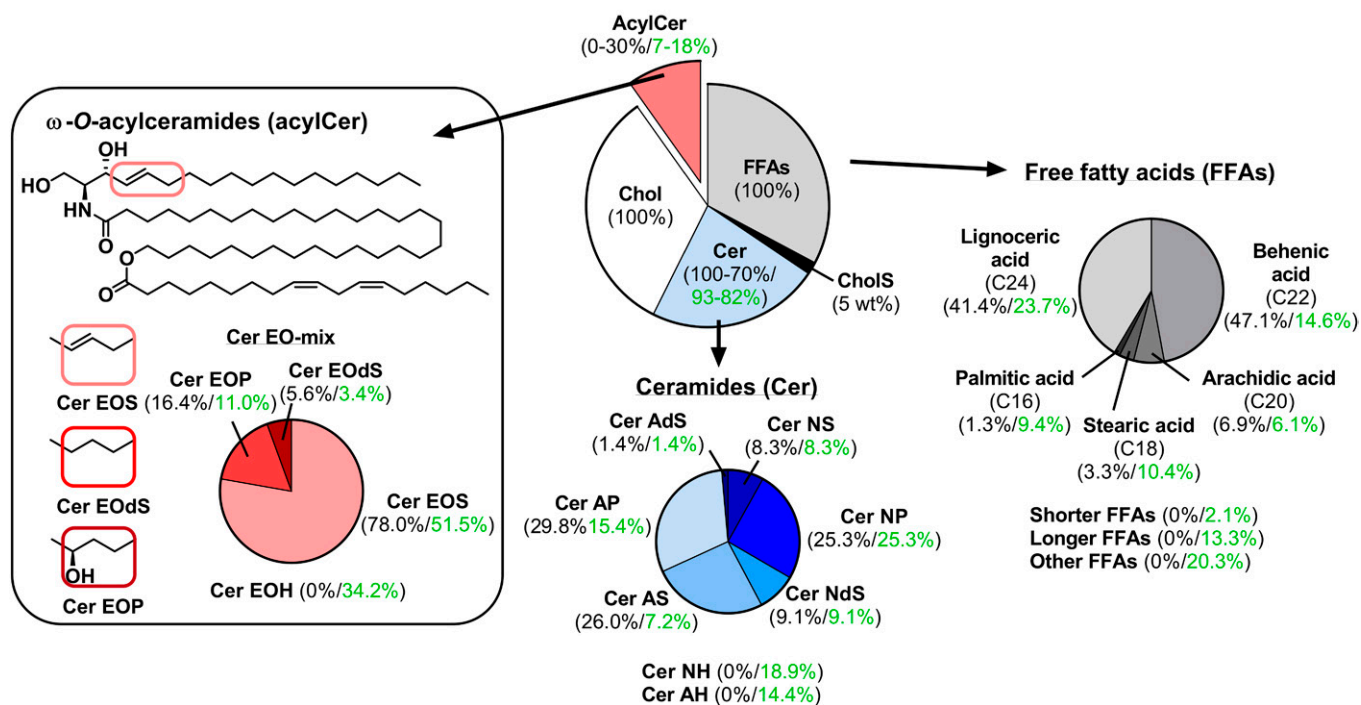 AcylCer
(0-30%/7-18%)
ω-O-acylceramides (acylCer)
OH
HO
HN
O
O
O
Cer EOS
Cer EOdS
OH
Cer EOP
Cer EO-mix
Cer EOP
(16.4%/11.0%)
Cer EOdS
(5.6%/3.4%)
Cer EOS
(78.0%/51.5%)
Cer EOH (0%/34.2%)
FFAs
(100%)
Chol
(100%)
Cer
(100-70%/
93-82%)
CholS
(5 wt%)
Ceramides (Cer)
Cer AdS
(1.4%/1.4%)
Cer NS
(8.3%/8.3%)
Cer AP
(29.8%15.4%)
Cer NP
(25.3%/25.3%)
Cer AS
(26.0%/7.2%)
Cer NdS
(9.1%/9.1%)
Cer NH (0%/18.9%)
Cer AH (0%/14.4%)
Free fatty acids (FFAs)
Lignoceric
acid
(C24)
(41.4%/23.7%)
Behenic
acid
(C22)
(47.1%/14.6%)
Palmitic acid
(C16)
(1.3%/9.4%)
Stearic acid
(C18)
(3.3%/10.4%)
Arachidic acid
(C20)
(6.9%/6.1%)
Shorter FFAs (0%/2.1%)
Longer FFAs (0%/13.3%)
Other FFAs (0%/20.3%)